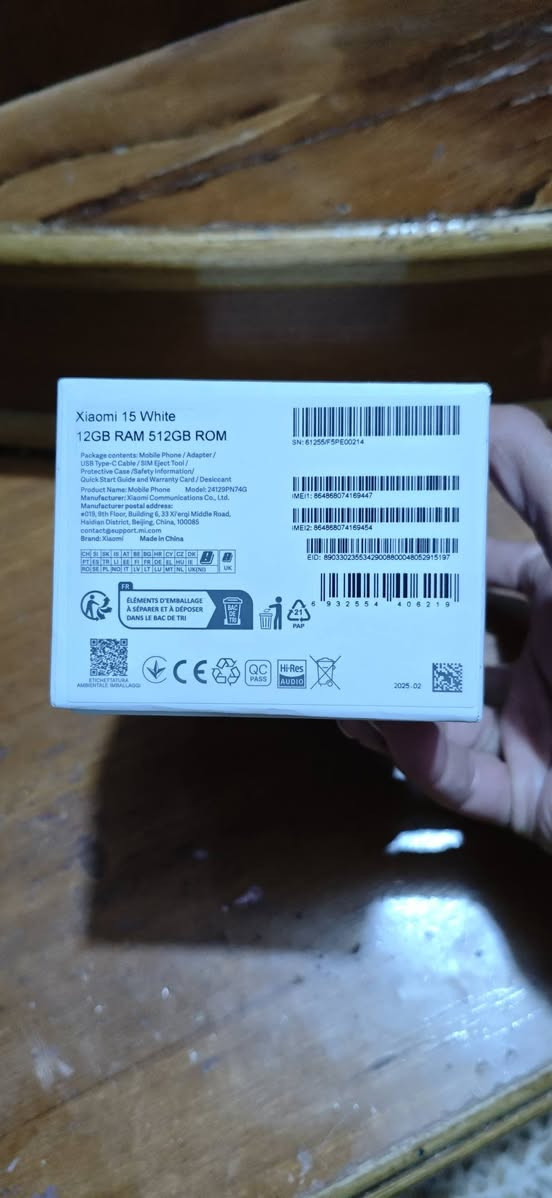 Xiaomi 15 White
12GB RAM 512GB ROM
Package contents: Mobile Phone / Adapter /
USB Type-C Cable / SIM Eject Tool /
Protective Case /Safety Information/
Quick Start Guide and Warranty Card / Desiccant
Product Name: Mobile Phone Model: 24129PN74G
Manufacturer: Xiaomi Communications Co., Ltd.
Manufacturer postal address:
#019, 9th Floor, Building 6, 33 Xi'erqi Middle Road,
Haidian District, Beijing, China, 100085
contact@support.mi.com
Brand: Xiaomi Made in China
SN: 61255/F5PE00214
IMEI1: 864868074169447
IMEI2: 864868074169454
EID: 89033023553429008800048052915197
6 932554 406219
UK
FR
ÉLÉMENTS D'EMBALLAGE
À SÉPARER ET À DÉPOSER
DANS LE BAC DE TRI
BAC
DE TRI
21
PAP
ETICHETTATURA
AMBIENTALE IMBALLAGGI
CE
QC
PASS
Hi-Res
AUDIO
2025-02